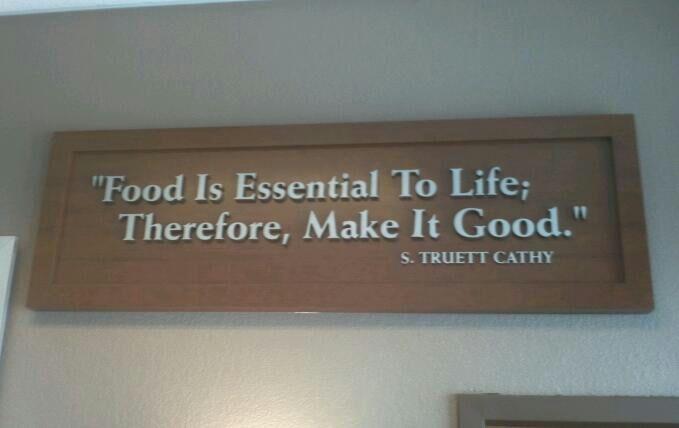 "Food Is Essential To Life;
Therefore, Make It Good."
S. TRUETT CATHY